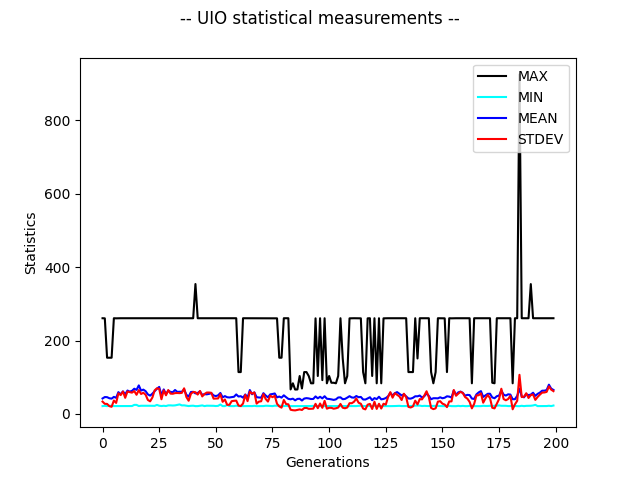 -- UIO statistical measurements --
MAX
MIN
MEAN
STDEV
Statistics
800
600
400
200
0
0 25 50 75 100 125 150 175 200
Generations